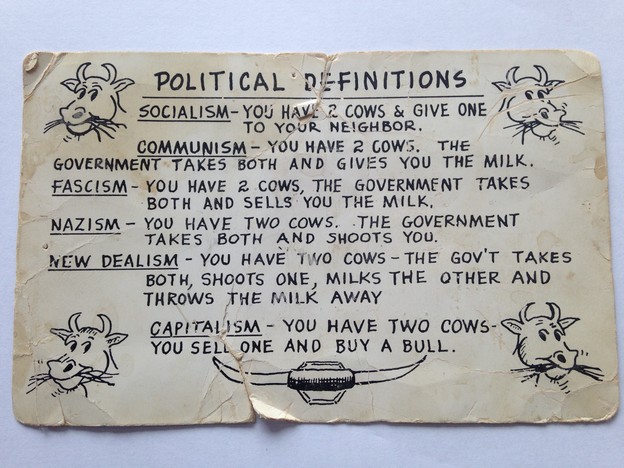 POLITICAL DEFINITIONS
SOCIALISM - YOU HAVE 2 COWS & GIVE ONE
TO YOUR NEIGHBOR.
COMMUNISM - YOU HAVE 2 COWS. THE
GOVERNMENT TAKES BOTH AND GIVES YOU THE MILK.
FASCISM - YOU HAVE 2 COWS, THE GOVERNMENT TAKES
BOTH AND SELLS YOU THE MILK.
NAZISM - YOU HAVE TWO COWS. THE GOVERNMENT
TAKES BOTH AND SHOOTS YOU.
NEW DEALISM - YOU HAVE TWO COWS - THE GOV'T TAKES
BOTH, SHOOTS ONE, MILKS THE OTHER AND
THROWS THE MILK AWAY
CAPITALISM - YOU HAVE TWO COWS-
YOU SELL ONE AND BUY A BULL.